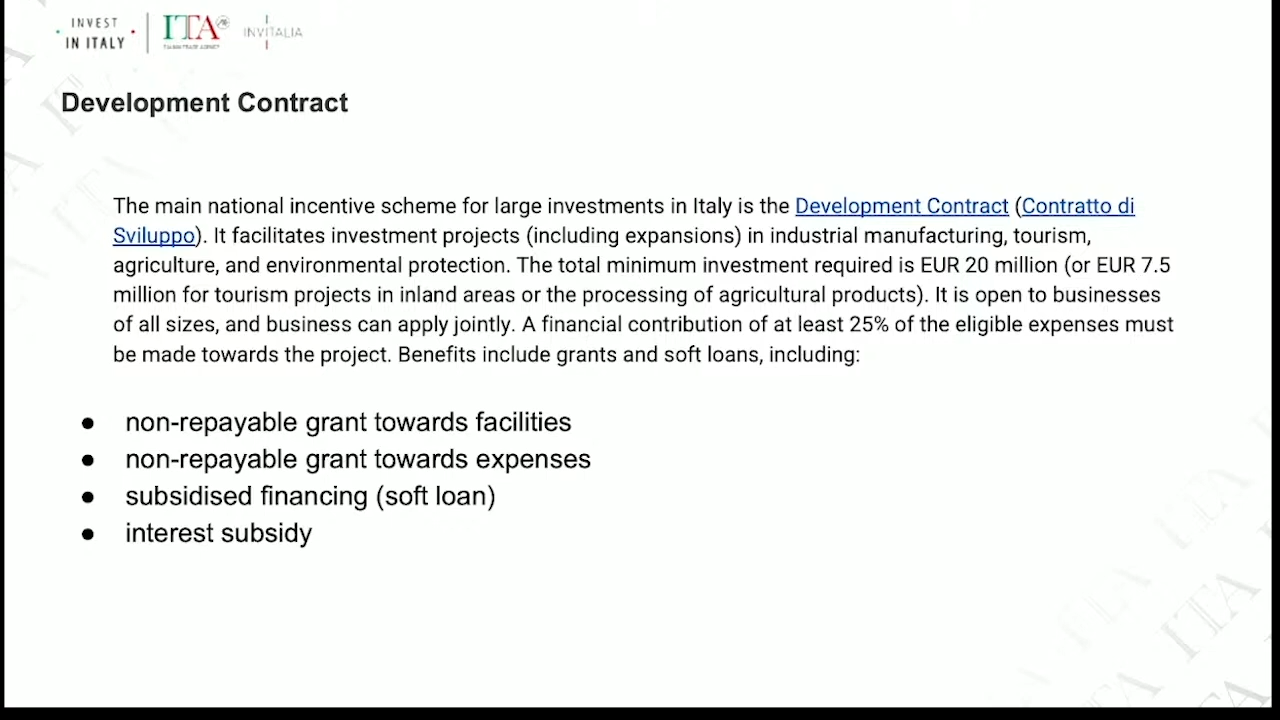 INVEST
IN ITALY
ITA
ITALIAN TRADE AGENCY
INVITALIA
Development Contract
The main national incentive scheme for large investments in Italy is the Development Contract (Contratto di
Sviluppo). It facilitates investment projects (including expansions) in industrial manufacturing, tourism,
agriculture, and environmental protection. The total minimum investment required is EUR 20 million (or EUR 7.5
million for tourism projects in inland areas or the processing of agricultural products). It is open to businesses
of all sizes, and business can apply jointly. A financial contribution of at least 25% of the eligible expenses must
be made towards the project. Benefits include grants and soft loans, including:
● non-repayable grant towards facilities
● non-repayable grant towards expenses
● subsidised financing (soft loan)
● interest subsidy